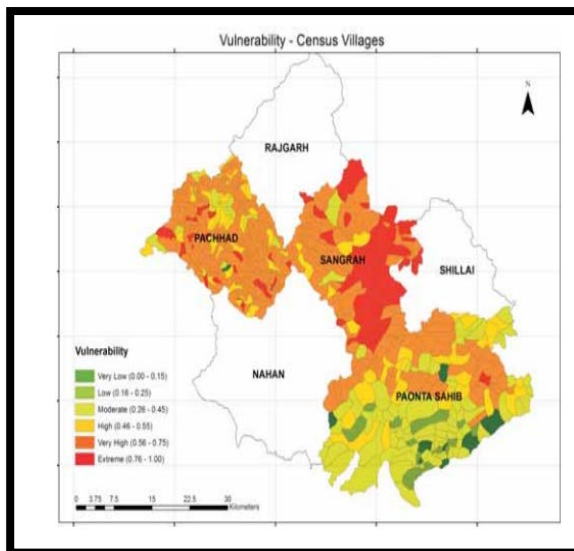 Vulnerability - Census Villages
N
RAJGARH
PACHHAD
SANGRAH
SHILLAI
NAHAN
PAONTA SAHIB
Vulnerability
Very Low (0.00 - 0.15)
Low (0.16 - 0.25)
Moderate (0.26 - 0.45)
High (0.46 - 0.55)
Very High (0.56 - 0.75)
Extreme (0.76 - 1.00)
0 3.75 7.5 15 22.5 30
Kilometers